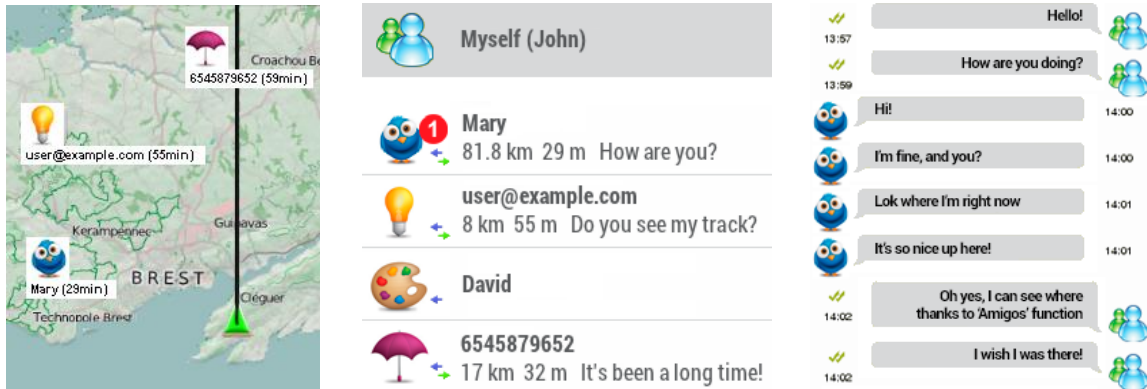 Croachou Be
6545879652 (59min)
user@example.com (55min)
Guipavas
Kerampennec
BREST
Mary (29min)
Cléguer
Technopole Brest
Myself (John)
1
Mary
81.8 km 29 m How are you?
user@example.com
8 km 55 m Do you see my track?
David
6545879652
17 km 32 m It's been a long time!
Hello!
13:57
How are you doing?
13:59
Hi!
14:00
I'm fine, and you?
14:00
Lok where I'm right now
14:01
It's so nice up here!
14:01
Oh yes, I can see where
thanks to 'Amigos' function
14:02
I wish I was there!
14:02